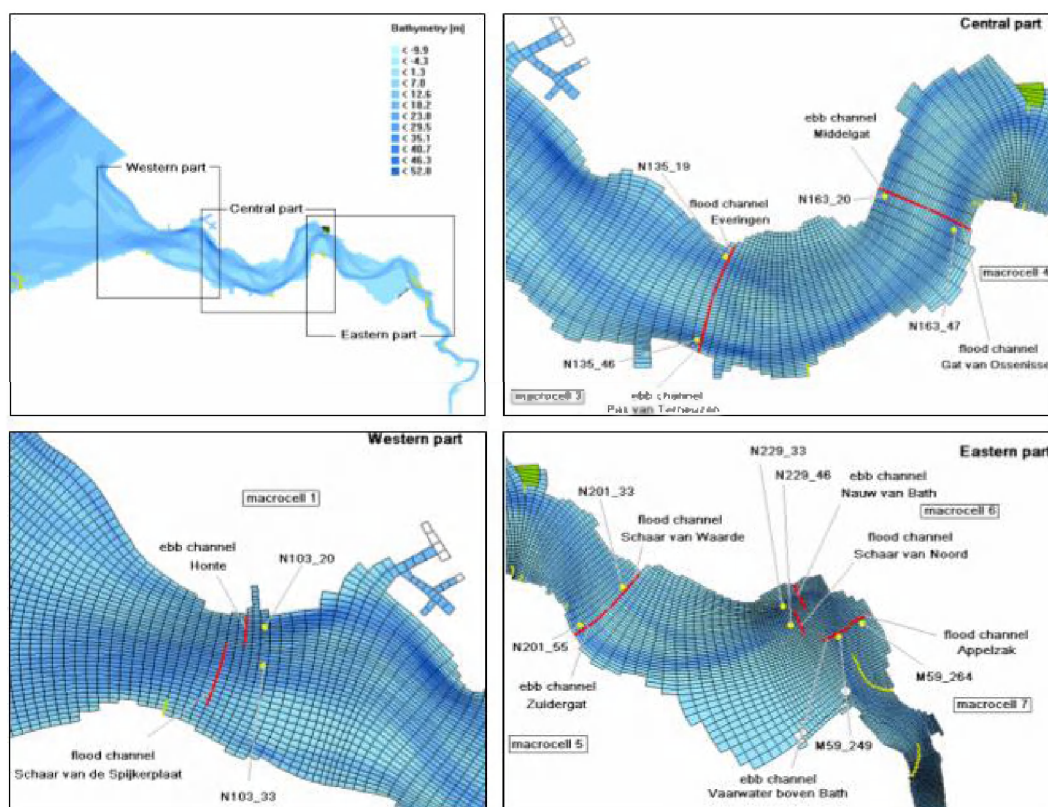 Bathymetry [m]
< -9.9
< -4.3
< 1.3
< 7.0
< 12.6
< 18.2
< 23.8
< 29.5
< 35.1
< 40.7
< 46.3
< 52.0
Western part
Central part
Eastern part
Central part
ebb channel
Middelgat
N135_19
N163_20
flood channel
Everingen
macrocell 4
N163_47
N135_46
flood channel
Gat van Ossenisse
macrocell 3
ebb channel
Pas van Terneuzen
Western part
macrocell 1
ebb channel
Honte
N103_20
flood channel
Schaar van de Spijkerplaat
N103_33
Eastern part
N229_33
N229_46
ebb channel
Nauw van Bath
N201_33
macrocell 6
flood channel
Schaar van Waarde
flood channel
Schaar van Noord
flood channel
Appelzak
N201_55
M59_264
ebb channel
Zuidergat
macrocell 7
macrocell 5
M59_249
ebb channel
Vaarwater boven Bath